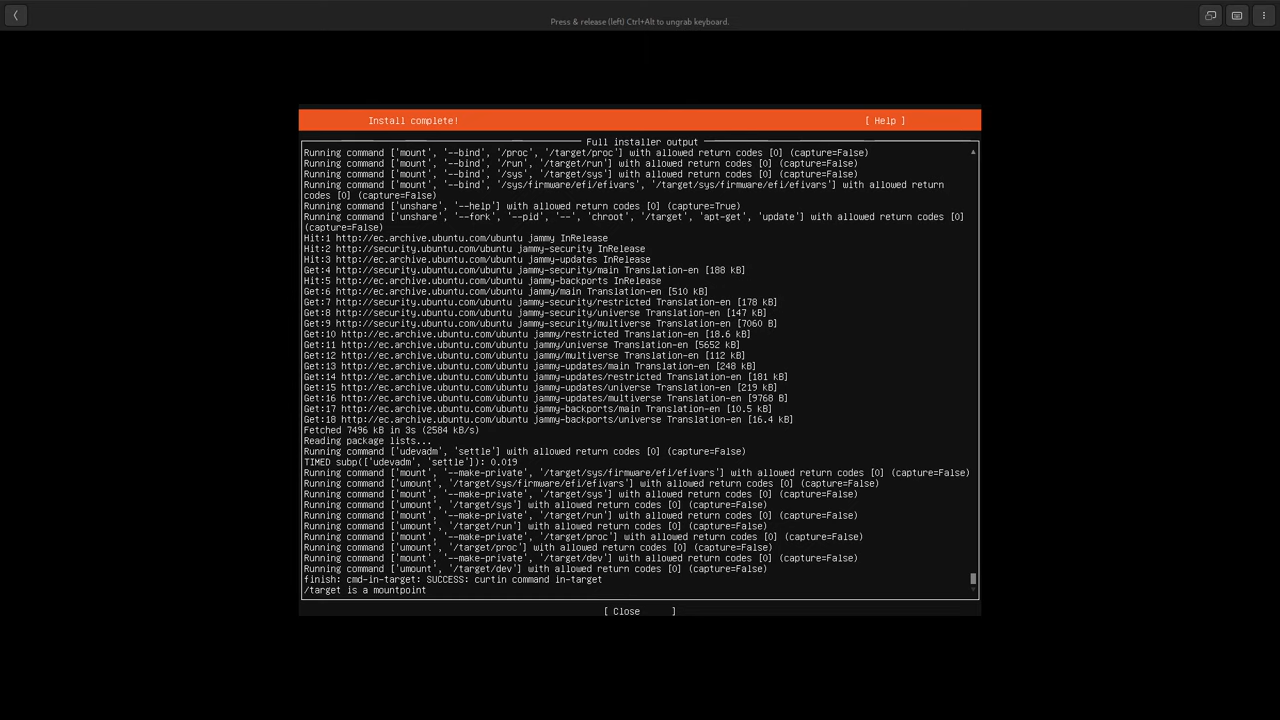 Press & release (left) Ctrl+Alt to ungrab keyboard.
Install complete!
[ Help ]
Full installer output
Running command ['mount', '--bind', '/proc', '/target/proc'] with allowed return codes [0] (capture=False)
Running command ['mount', '--bind', '/run', '/target/run'] with allowed return codes [0] (capture=False)
Running command ['mount', '--bind', '/sys', '/target/sys'] with allowed return codes [0] (capture=False)
Running command ['mount', '--bind', '/sys/firmware/efi/efivars', '/target/sys/firmware/efi/efivars'] with allowed return
codes [0] (capture=False)
Running command ['unshare', '--help'] with allowed return codes [0] (capture=True)
Running command ['unshare', '--fork', '--pid', '--', 'chroot', '/target', 'apt-get', 'update'] with allowed return codes [0]
(capture=False)
Hit:1 http://ec.archive.ubuntu.com/ubuntu jammy InRelease
Hit:2 http://security.ubuntu.com/ubuntu jammy-security InRelease
Hit:3 http://ec.archive.ubuntu.com/ubuntu jammy-updates InRelease
Get:4 http://security.ubuntu.com/ubuntu jammy-security/main Translation-en [188 kB]
Hit:5 http://ec.archive.ubuntu.com/ubuntu jammy-backports InRelease
Get:6 http://ec.archive.ubuntu.com/ubuntu jammy/main Translation-en [510 kB]
Get:7 http://security.ubuntu.com/ubuntu jammy-security/restricted Translation-en [178 kB]
Get:8 http://security.ubuntu.com/ubuntu jammy-security/universe Translation-en [147 kB]
Get:9 http://security.ubuntu.com/ubuntu jammy-security/multiverse Translation-en [7060 B]
Get:10 http://ec.archive.ubuntu.com/ubuntu jammy/restricted Translation-en [18.6 kB]
Get:11 http://ec.archive.ubuntu.com/ubuntu jammy/universe Translation-en [5652 kB]
Get:12 http://ec.archive.ubuntu.com/ubuntu jammy/multiverse Translation-en [112 kB]
Get:13 http://ec.archive.ubuntu.com/ubuntu jammy-updates/main Translation-en [248 kB]
Get:14 http://ec.archive.ubuntu.com/ubuntu jammy-updates/restricted Translation-en [181 kB]
Get:15 http://ec.archive.ubuntu.com/ubuntu jammy-updates/universe Translation-en [219 kB]
Get:16 http://ec.archive.ubuntu.com/ubuntu jammy-updates/multiverse Translation-en [9768 B]
Get:17 http://ec.archive.ubuntu.com/ubuntu jammy-backports/main Translation-en [10.5 kB]
Get:18 http://ec.archive.ubuntu.com/ubuntu jammy-backports/universe Translation-en [16.4 kB]
Fetched 7496 kB in 3s (2584 kB/s)
Reading package lists...
Running command ['udevadm', 'settle'] with allowed return codes [0] (capture=False)
TIMED subp(['udevadm', 'settle']): 0.019
Running command ['mount', '--make-private', '/target/sys/firmware/efi/efivars'] with allowed return codes [0] (capture=False)
Running command ['umount', '/target/sys/firmware/efi/efivars'] with allowed return codes [0] (capture=False)
Running command ['mount', '--make-private', '/target/sys'] with allowed return codes [0] (capture=False)
Running command ['umount', '/target/sys'] with allowed return codes [0] (capture=False)
Running command ['mount', '--make-private', '/target/run'] with allowed return codes [0] (capture=False)
Running command ['umount', '/target/run'] with allowed return codes [0] (capture=False)
Running command ['mount', '--make-private', '/target/proc'] with allowed return codes [0] (capture=False)
Running command ['umount', '/target/proc'] with allowed return codes [0] (capture=False)
Running command ['mount', '--make-private', '/target/dev'] with allowed return codes [0] (capture=False)
Running command ['umount', '/target/dev'] with allowed return codes [0] (capture=False)
finish: cmd-in-target: SUCCESS: curtin command in-target
/target is a mountpoint
[ Close ]